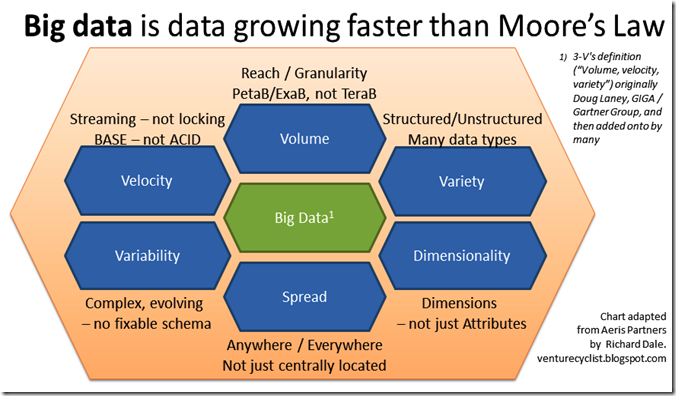 Big data is data growing faster than Moore’s Law
1) 3-V's definition
(“Volume, velocity,
variety”) originally
Doug Laney, GIGA /
Gartner Group, and
then added onto by
many
Reach / Granularity
PetaB/ExaB, not TeraB
Streaming – not locking
BASE – not ACID
Structured/Unstructured
Many data types
Volume
Velocity
Variety
Big Data1
Variability
Dimensionality
Spread
Complex, evolving
– no fixable schema
Dimensions
– not just Attributes
Anywhere / Everywhere
Not just centrally located
Chart adapted
from Aeris Partners
by Richard Dale.
venturecyclist.blogspot.com